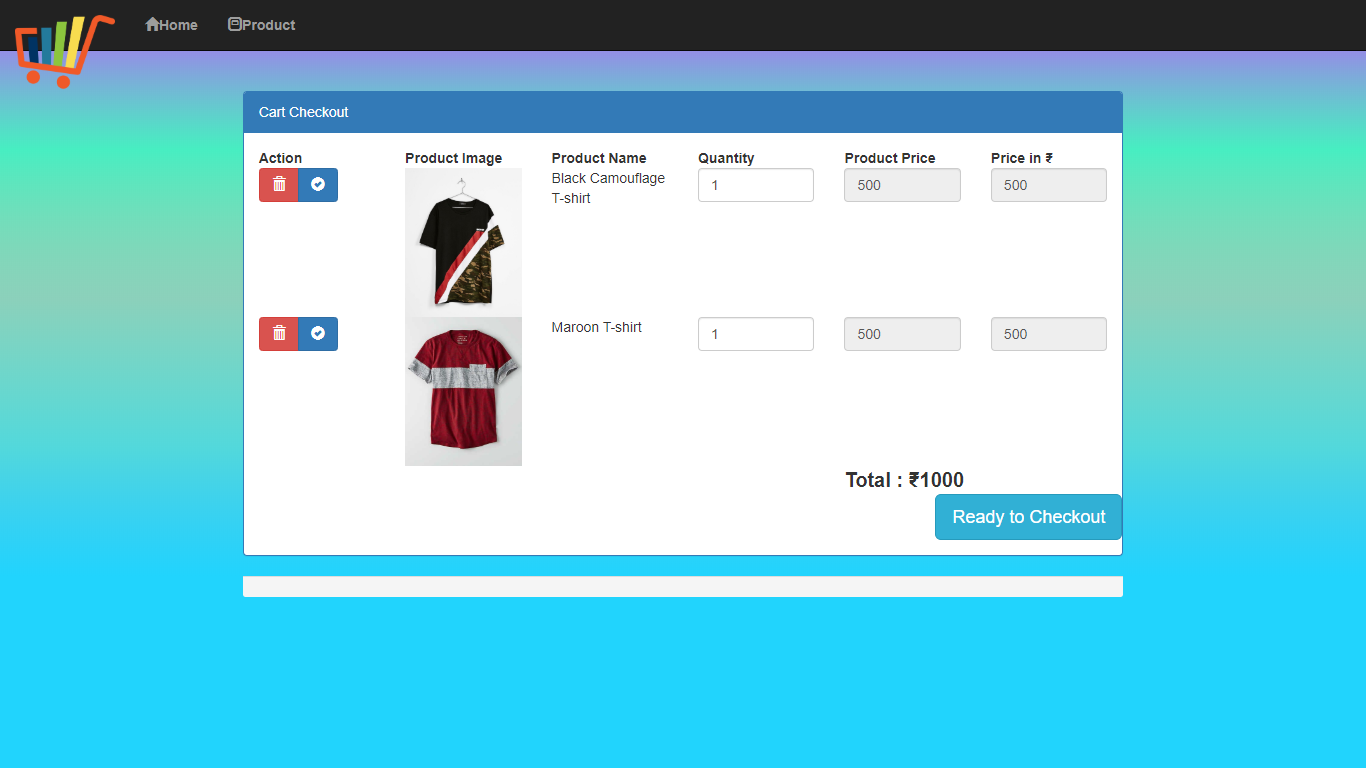 Home Product
Cart Checkout
Action Product Image Product Name Quantity Product Price Price in ₹
Black Camouflage
T-shirt
1 500 500
Maroon T-shirt 1 500 500
Total : ₹1000
Ready to Checkout